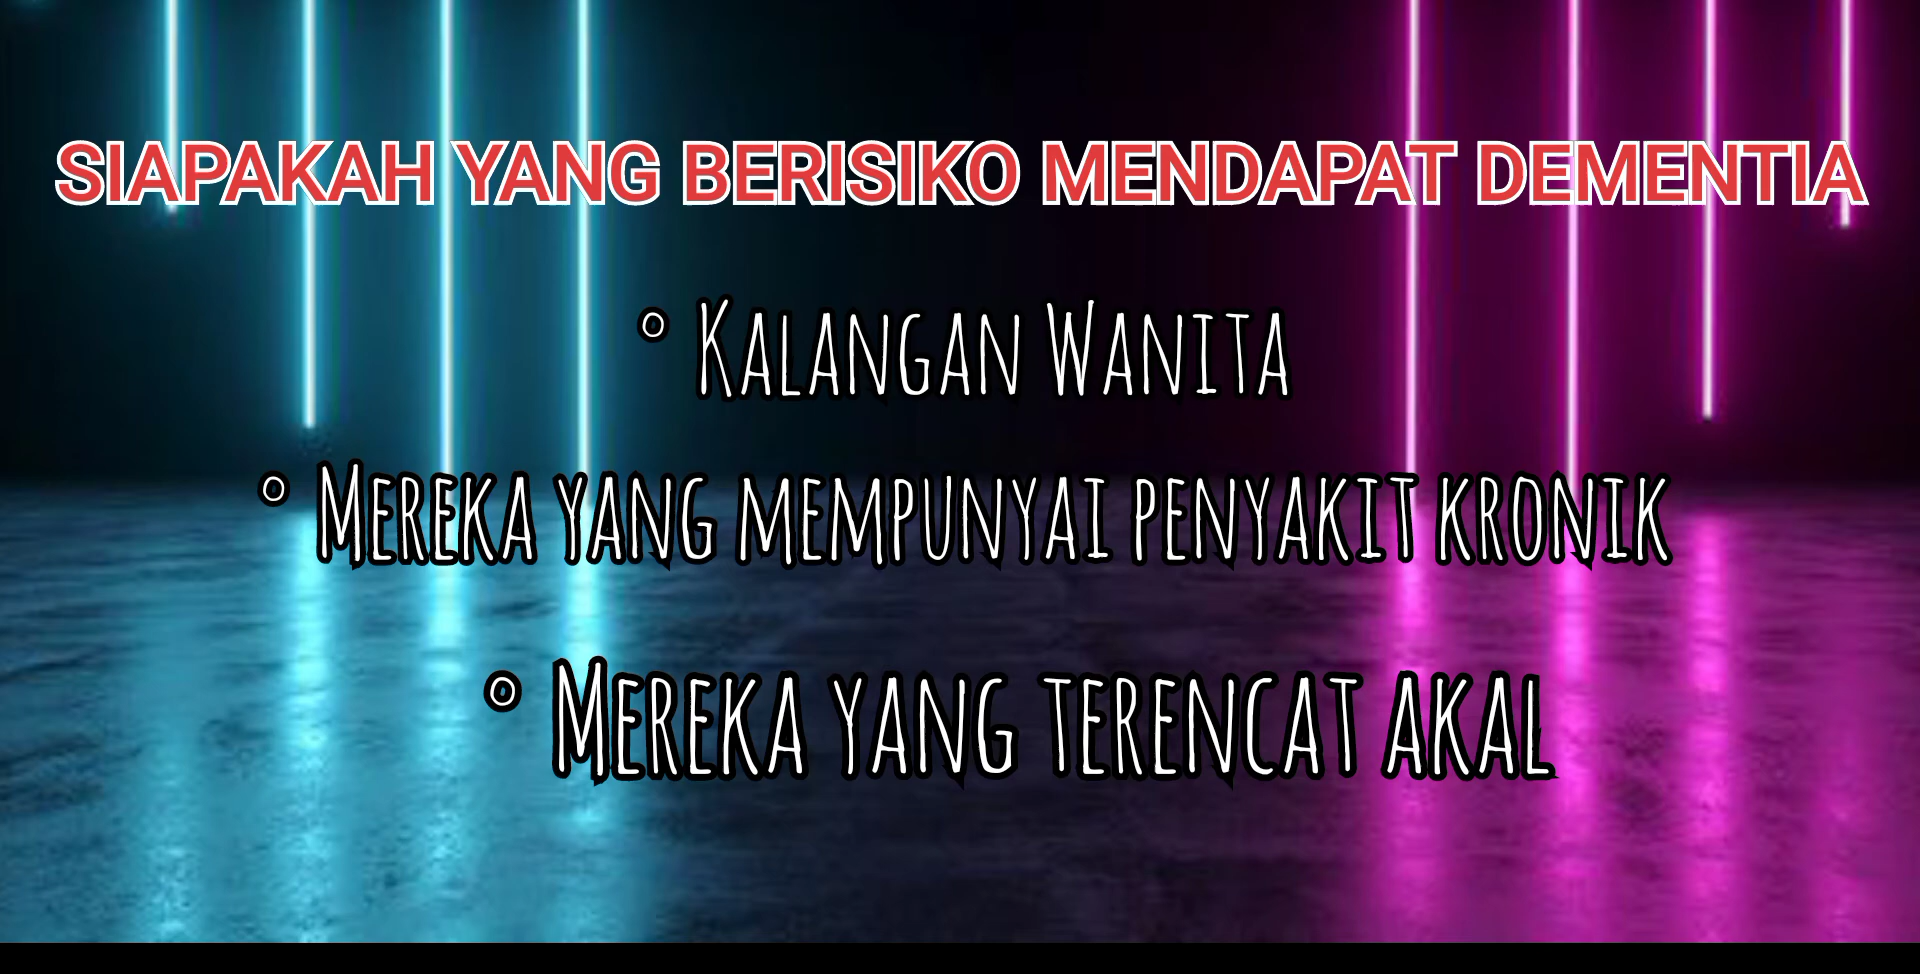 SIAPAKAH YANG BERISIKO MENDAPAT DEMENTIA
° KALANGAN WANITA
° MEREKA YANG MEMPUNYAI PENYAKIT KRONIK
° MEREKA YANG TERENCAT AKAL